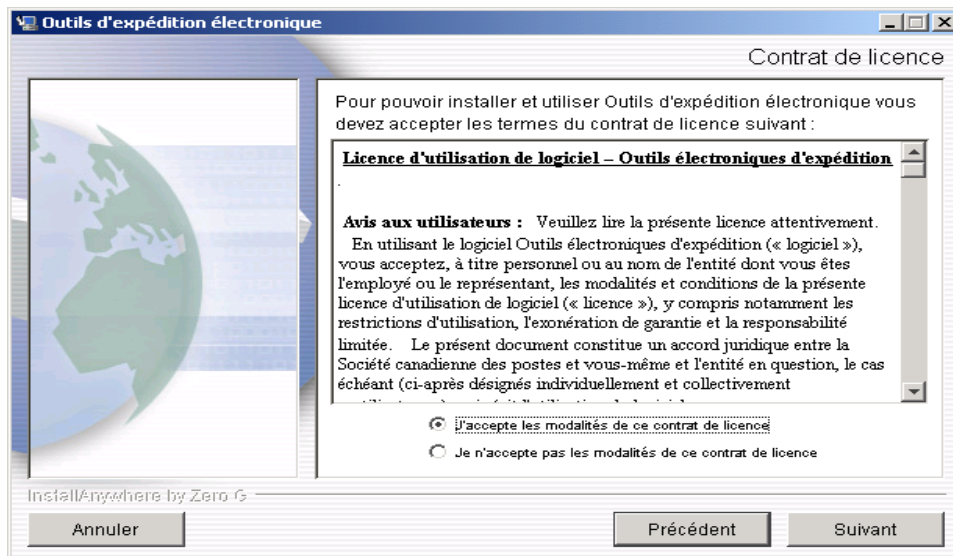 Outils d'expédition électronique
Contrat de licence
Pour pouvoir installer et utiliser Outils d'expédition électronique vous
devez accepter les termes du contrat de licence suivant :
Licence d'utilisation de logiciel – Outils électroniques d'expédition
.
Avis aux utilisateurs : Veuillez lire la présente licence attentivement.
En utilisant le logiciel Outils électroniques d'expédition (« logiciel »),
vous acceptez, à titre personnel ou au nom de l'entité dont vous êtes
l'employé ou le représentant, les modalités et conditions de la présente
licence d'utilisation de logiciel (« licence »), y compris notamment les
restrictions d'utilisation, l'exonération de garantie et la responsabilité
limitée. Le présent document constitue un accord juridique entre la
Société canadienne des postes et vous-même et l'entité en question, le cas
échéant (ci-après désignés individuellement et collectivement
J'accepte les modalités de ce contrat de licence
Je n'accepte pas les modalités de ce contrat de licence
InstallAnywhere by Zero G
Annuler
Précédent
Suivant